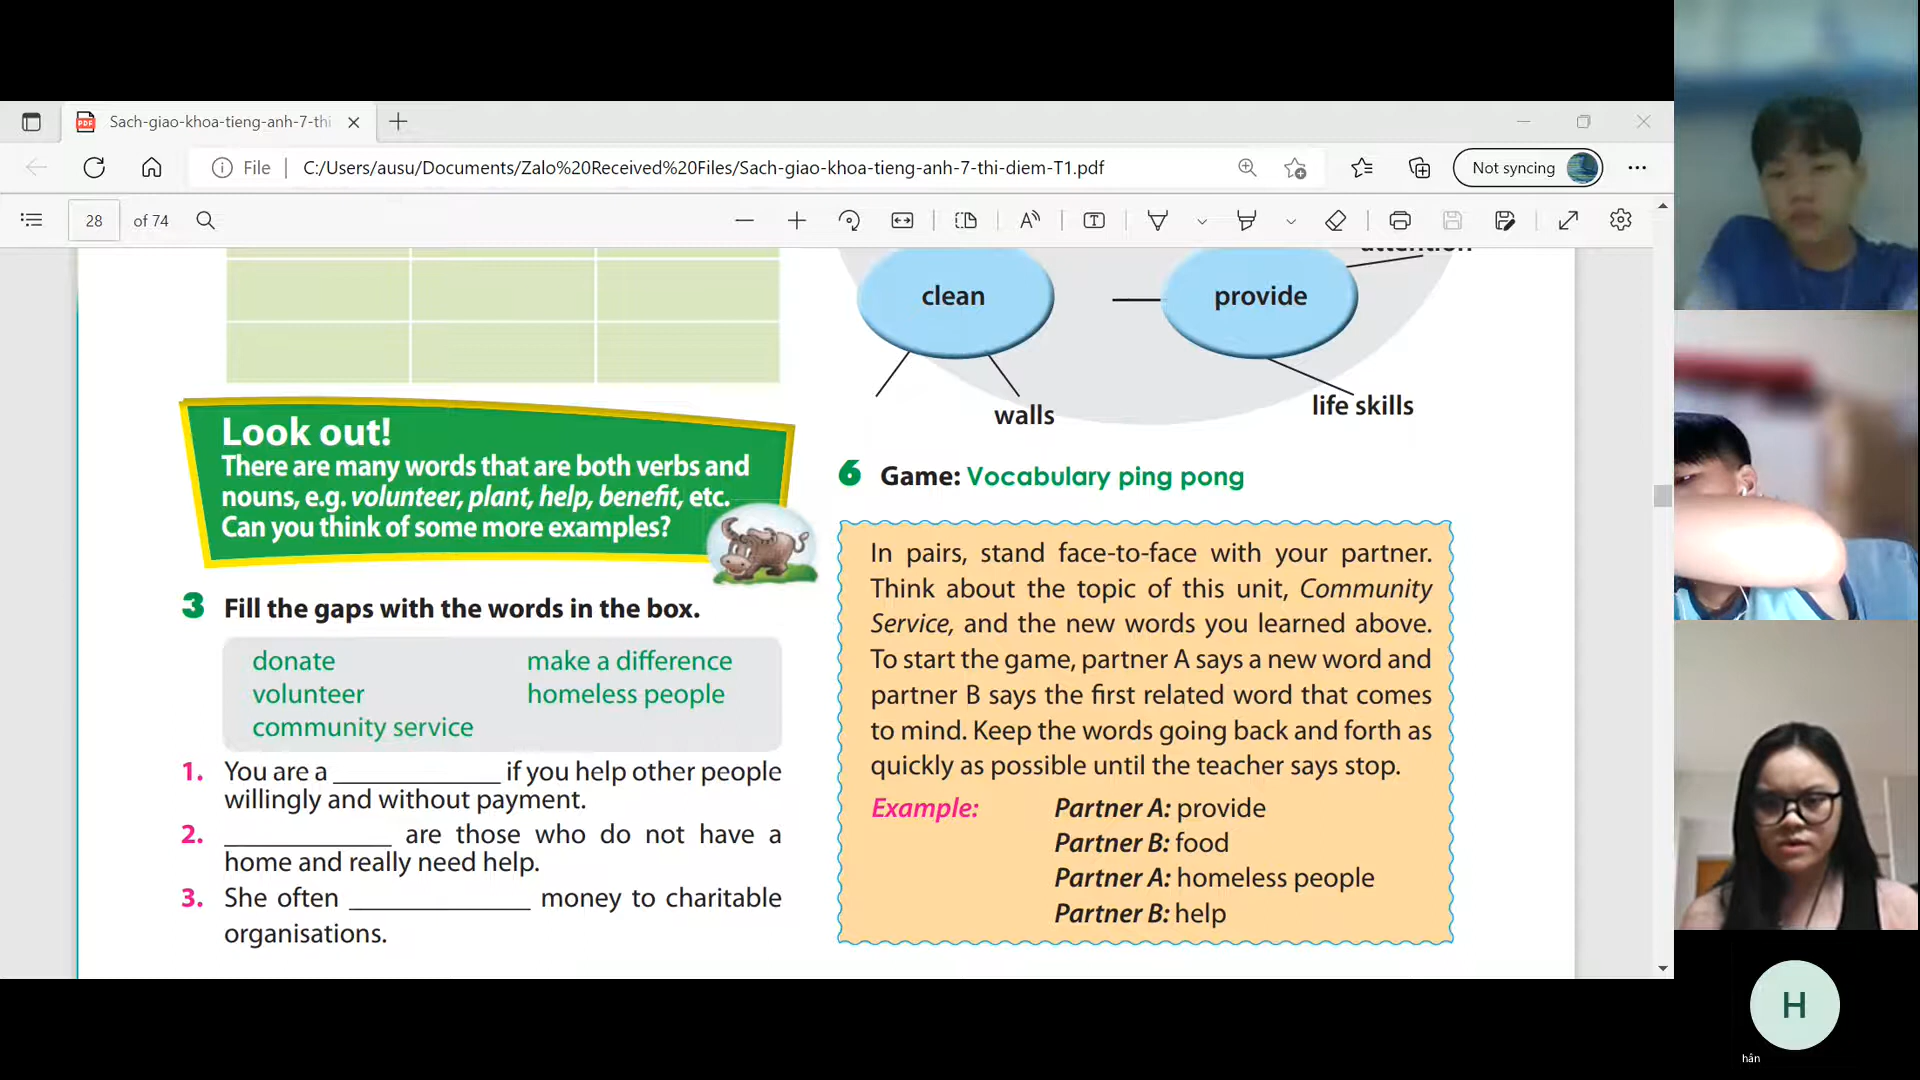 Sach-giao-khoa-tieng-anh-7-thi
File
C:/Users/ausu/Documents/Zalo%20Received%20Files/Sach-giao-khoa-tieng-anh-7-thi-diem-T1.pdf
Not syncing
28 of 74
attention
clean
provide
walls
life skills
Look out!
There are many words that are both verbs and
nouns, e.g. volunteer, plant, help, benefit, etc.
Can you think of some more examples?
3 Fill the gaps with the words in the box.
donate make a difference
volunteer homeless people
community service
1. You are a ____________ if you help other people
willingly and without payment.
2. ____________ are those who do not have a
home and really need help.
3. She often _____________ money to charitable
organisations.
6 Game: Vocabulary ping pong
In pairs, stand face-to-face with your partner.
Think about the topic of this unit, Community
Service, and the new words you learned above.
To start the game, partner A says a new word and
partner B says the first related word that comes
to mind. Keep the words going back and forth as
quickly as possible until the teacher says stop.
Example: Partner A: provide
Partner B: food
Partner A: homeless people
Partner B: help
H
hân